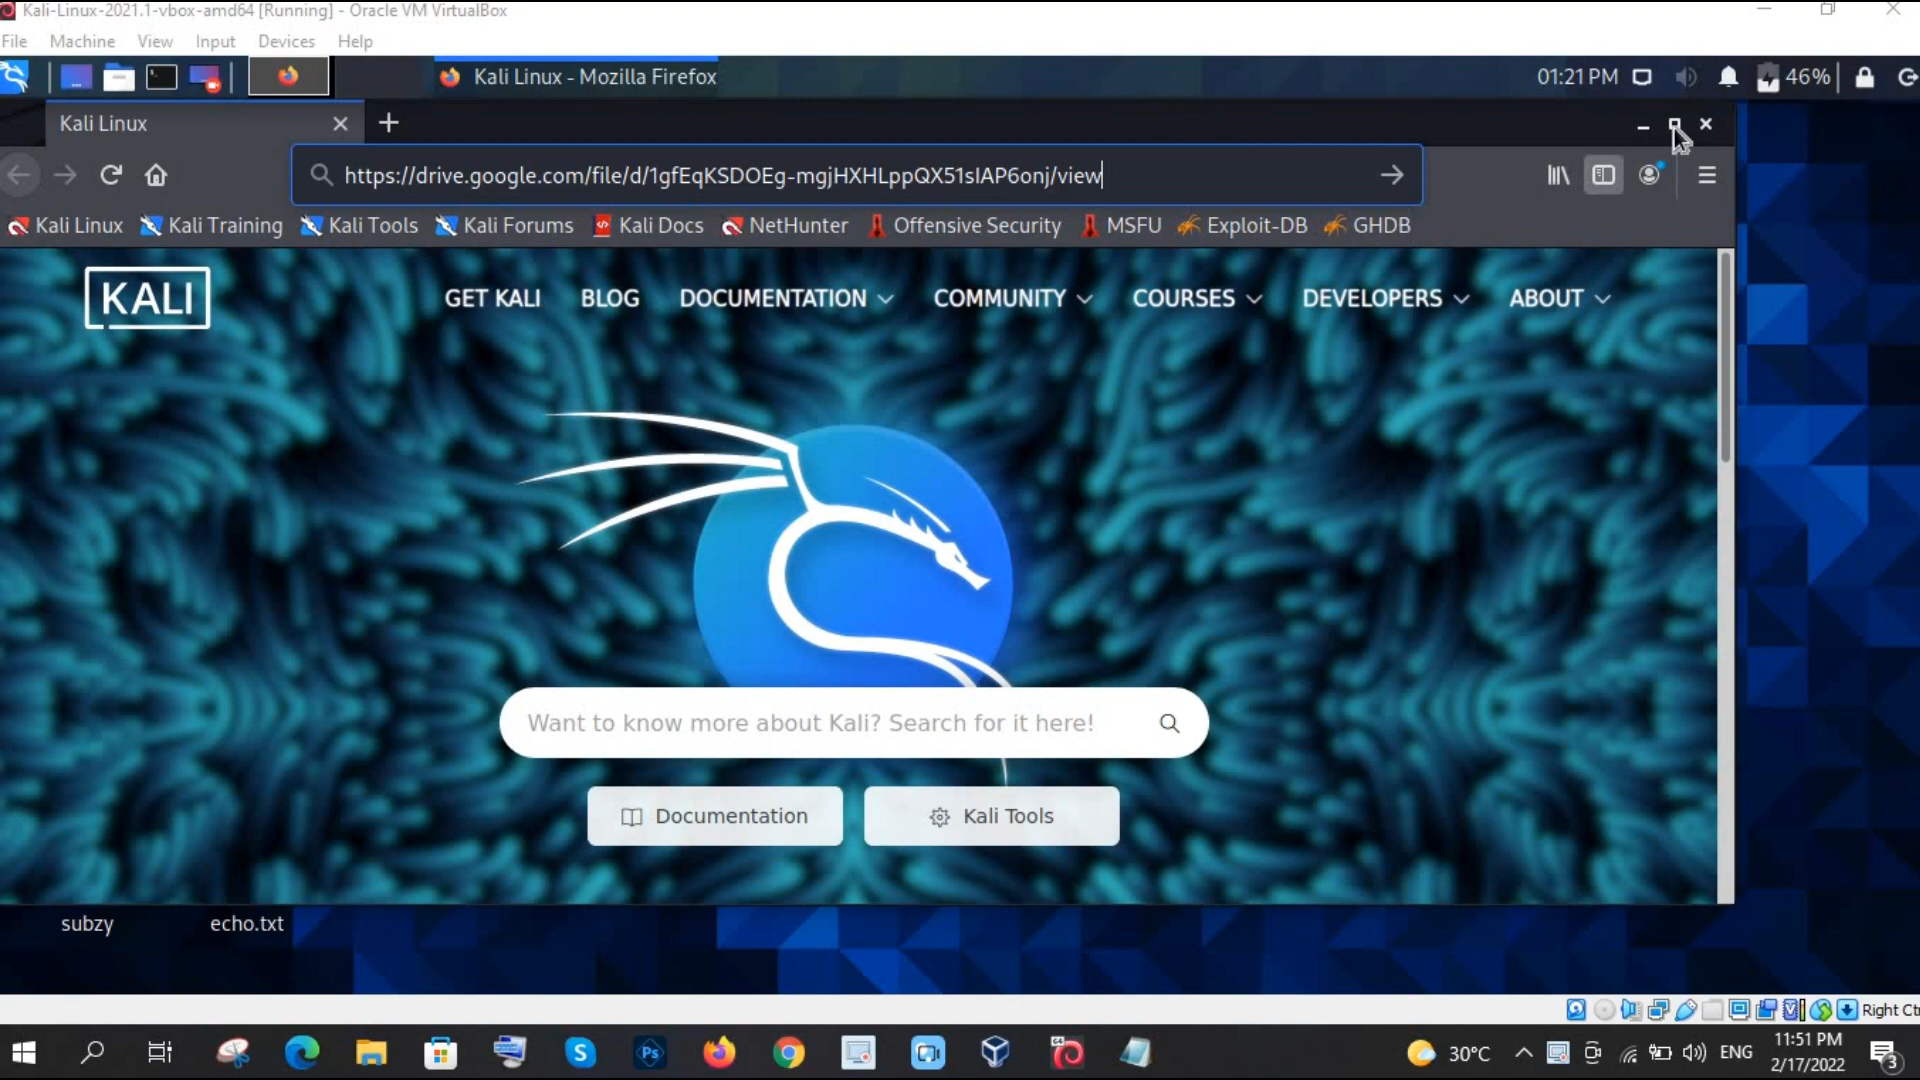 Kali-Linux-2021.1-vbox-amd64 [Running] - Oracle VM VirtualBox
File Machine View Input Devices Help
Kali Linux - Mozilla Firefox
01:21 PM
46%
Kali Linux
https://drive.google.com/file/d/1gfEqKSDOEg-mgjHXHLppQX51sIAP6onj/view
Kali Linux Kali Training Kali Tools Kali Forums Kali Docs NetHunter Offensive Security MSFU Exploit-DB GHDB
KALI
GET KALI BLOG DOCUMENTATION COMMUNITY COURSES DEVELOPERS ABOUT
Want to know more about Kali? Search for it here!
Documentation
Kali Tools
subzy
echo.txt
Right Ct
Ps
64
30°C
ENG
11:51 PM
2/17/2022
3